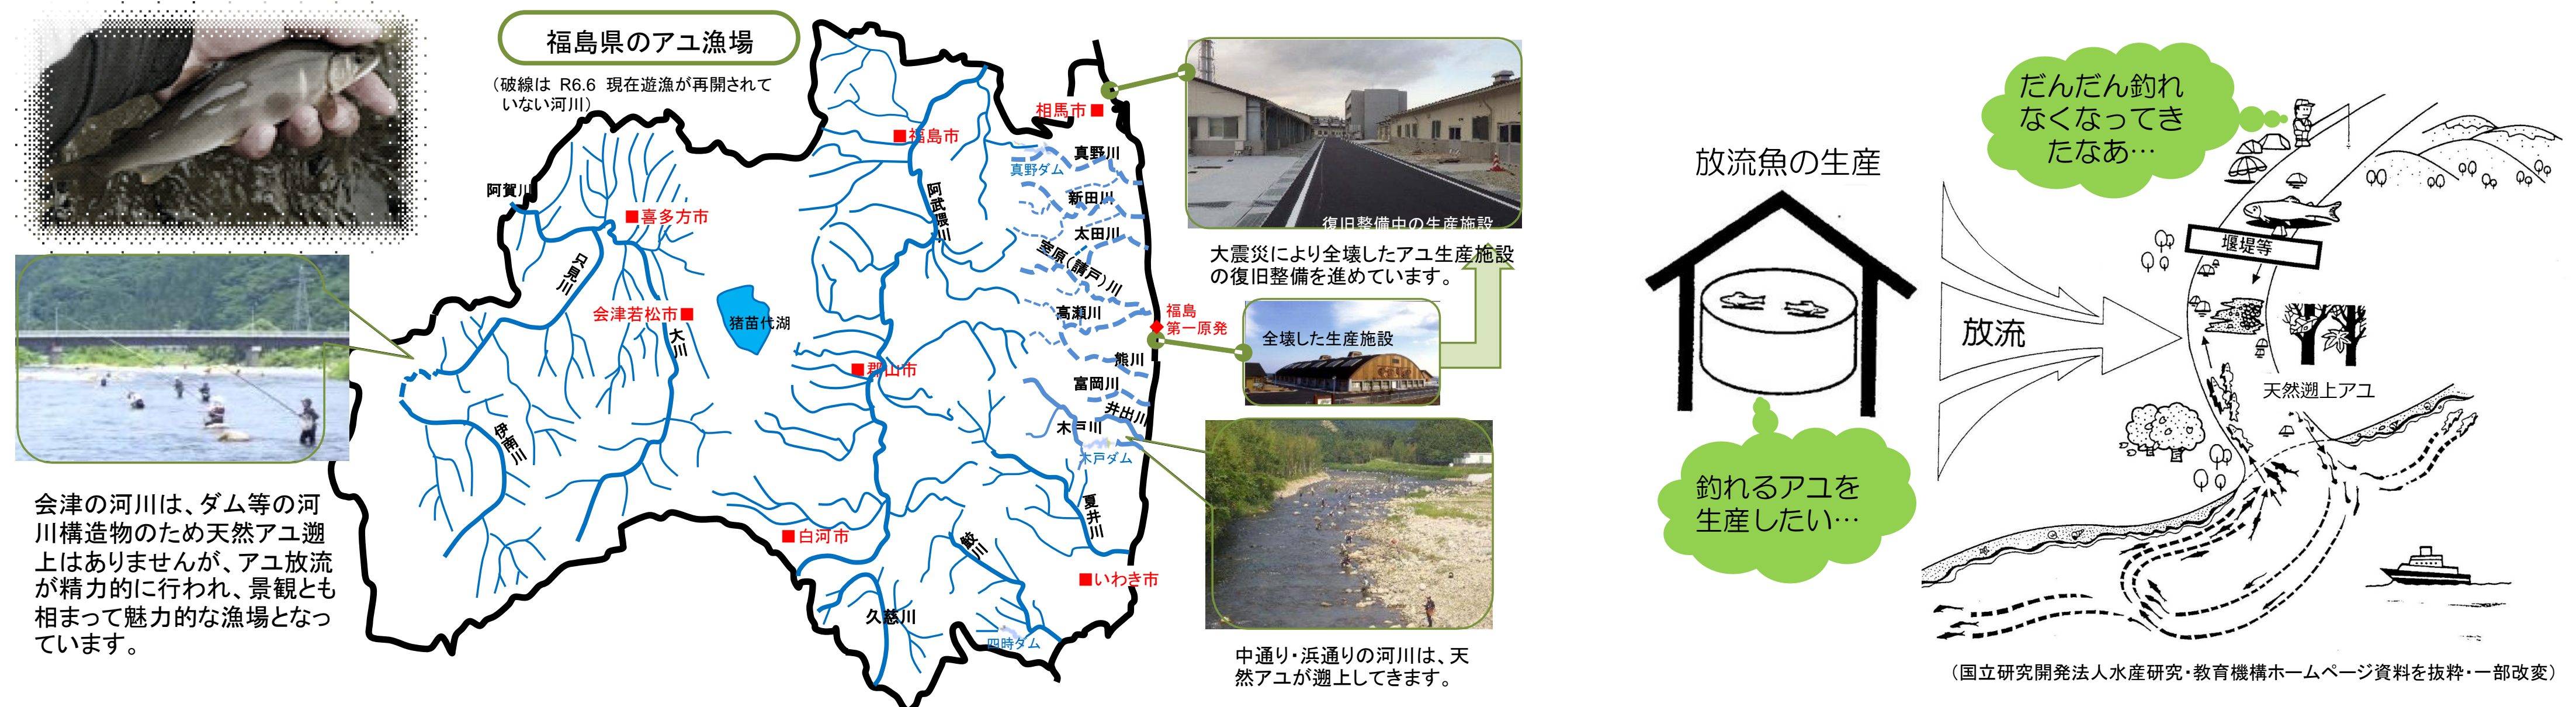 福島県のアユ漁場
（破線は R6.6 現在遊漁が再開されて
いない河川）
相馬市
福島市
真野川
真野ダム
新田川
太田川
室原（請戸）川
高瀬川
福島
第一原発
熊川
富岡川
井出川
木戸川
木戸ダム
夏井川
いわき市
鮫川
四時ダム
久慈川
白河市
郡山市
阿武隈川
猪苗代湖
会津若松市
大川
喜多方市
阿賀川
只見川
伊南川
会津の河川は、ダム等の河
川構造物のため天然アユ遡
上はありませんが、アユ放流
が精力的に行われ、景観とも
相まって魅力的な漁場となっ
ています。
復旧整備中の生産施設
大震災により全壊したアユ生産施設
の復旧整備を進めています。
全壊した生産施設
中通り・浜通りの河川は、天
然アユが遡上してきます。
放流魚の生産
釣れるアユを
生産したい…
放流
だんだん釣れ
なくなってき
たなあ…
堰堤等
天然遡上アユ
（国立研究開発法人水産研究・教育機構ホームページ資料を抜粋・一部改変）